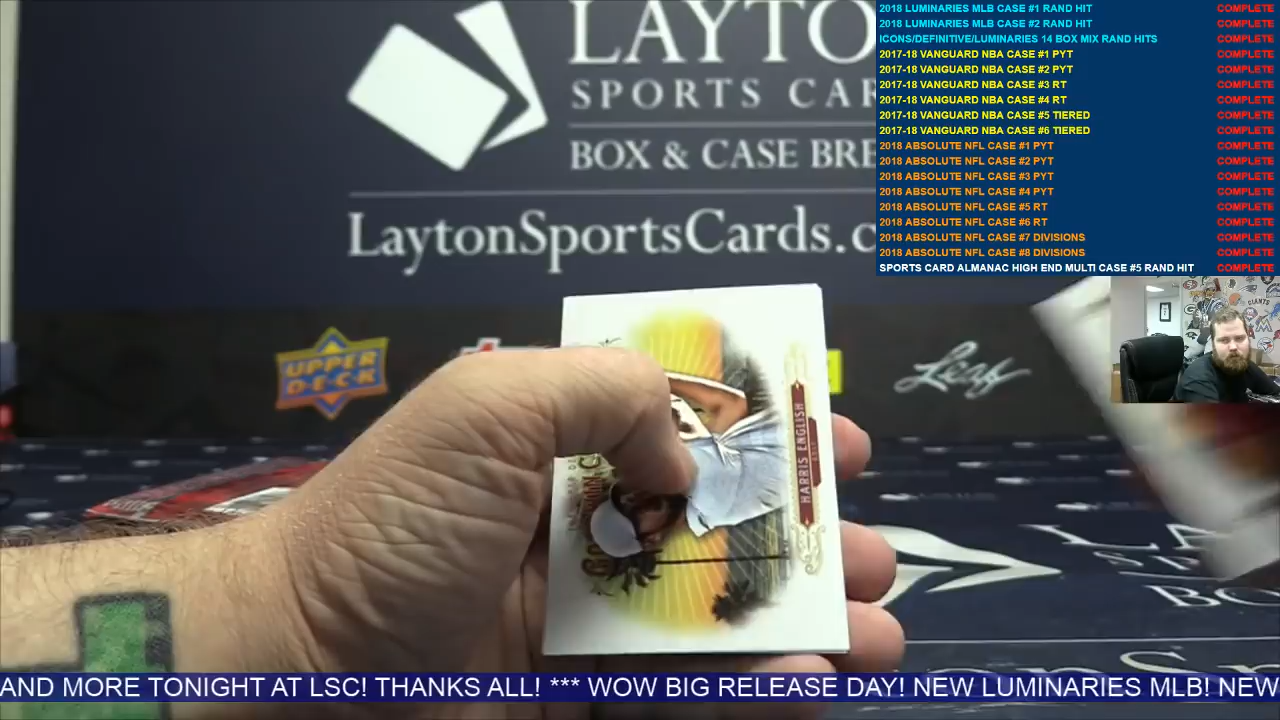 LAYTO
SPORTS CAR
BOX & CASE BRE
LaytonSportsCards.c
2018 LUMINARIES MLB CASE #1 RAND HIT COMPLETE
2018 LUMINARIES MLB CASE #2 RAND HIT COMPLETE
ICONS/DEFINITIVE/LUMINARIES 14 BOX MIX RAND HITS COMPLETE
2017-18 VANGUARD NBA CASE #1 PYT COMPLETE
2017-18 VANGUARD NBA CASE #2 PYT COMPLETE
2017-18 VANGUARD NBA CASE #3 RT COMPLETE
2017-18 VANGUARD NBA CASE #4 RT COMPLETE
2017-18 VANGUARD NBA CASE #5 TIERED COMPLETE
2017-18 VANGUARD NBA CASE #6 TIERED COMPLETE
2018 ABSOLUTE NFL CASE #1 PYT COMPLETE
2018 ABSOLUTE NFL CASE #2 PYT COMPLETE
2018 ABSOLUTE NFL CASE #3 PYT COMPLETE
2018 ABSOLUTE NFL CASE #4 PYT COMPLETE
2018 ABSOLUTE NFL CASE #5 RT COMPLETE
2018 ABSOLUTE NFL CASE #6 RT COMPLETE
2018 ABSOLUTE NFL CASE #7 DIVISIONS COMPLETE
2018 ABSOLUTE NFL CASE #8 DIVISIONS COMPLETE
SPORTS CARD ALMANAC HIGH END MULTI CASE #5 RAND HIT COMPLETE
UPPER
DECK
Leaf
GIANTS
HARRIS ENGLISH
GOLF
LA
SP
BO
nSp
AND MORE TONIGHT AT LSC! THANKS ALL! *** WOW BIG RELEASE DAY! NEW LUMINARIES MLB! NEW